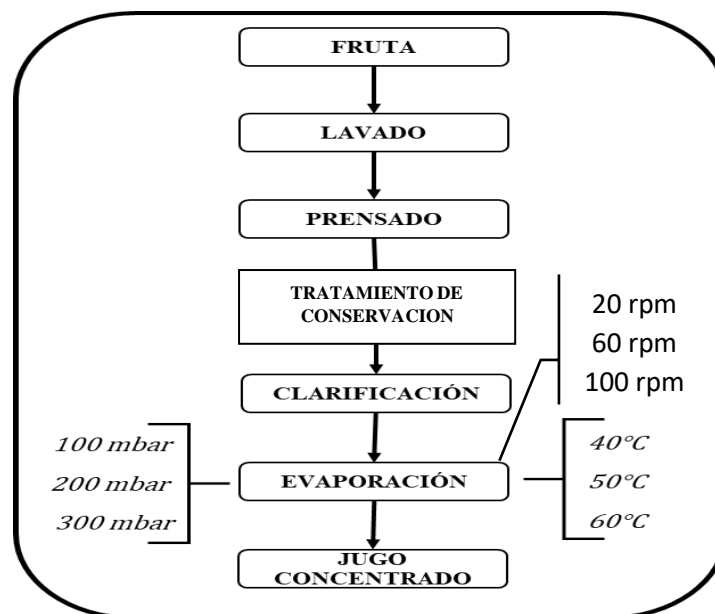 FRUTA
LAVADO
PRENSADO
TRATAMIENTO DE
CONSERVACION
20 rpm
60 rpm
100 rpm
CLARIFICACIÓN
100 mbar
200 mbar
300 mbar
EVAPORACIÓN
40°C
50°C
60°C
JUGO
CONCENTRADO